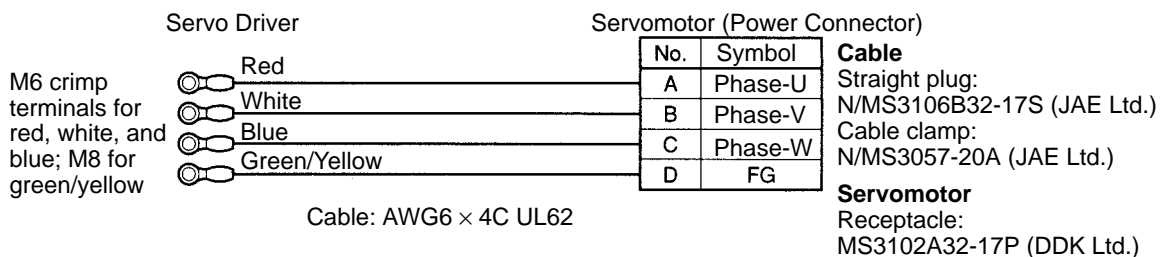 Servo Driver
Servomotor (Power Connector)
M6 crimp
terminals for
red, white, and
blue; M8 for
green/yellow
Red
White
Blue
Green/Yellow
No. Symbol
A Phase-U
B Phase-V
C Phase-W
D FG
Cable: AWG6 × 4C UL62
Cable
Straight plug:
N/MS3106B32-17S (JAE Ltd.)
Cable clamp:
N/MS3057-20A (JAE Ltd.)
Servomotor
Receptacle:
MS3102A32-17P (DDK Ltd.)